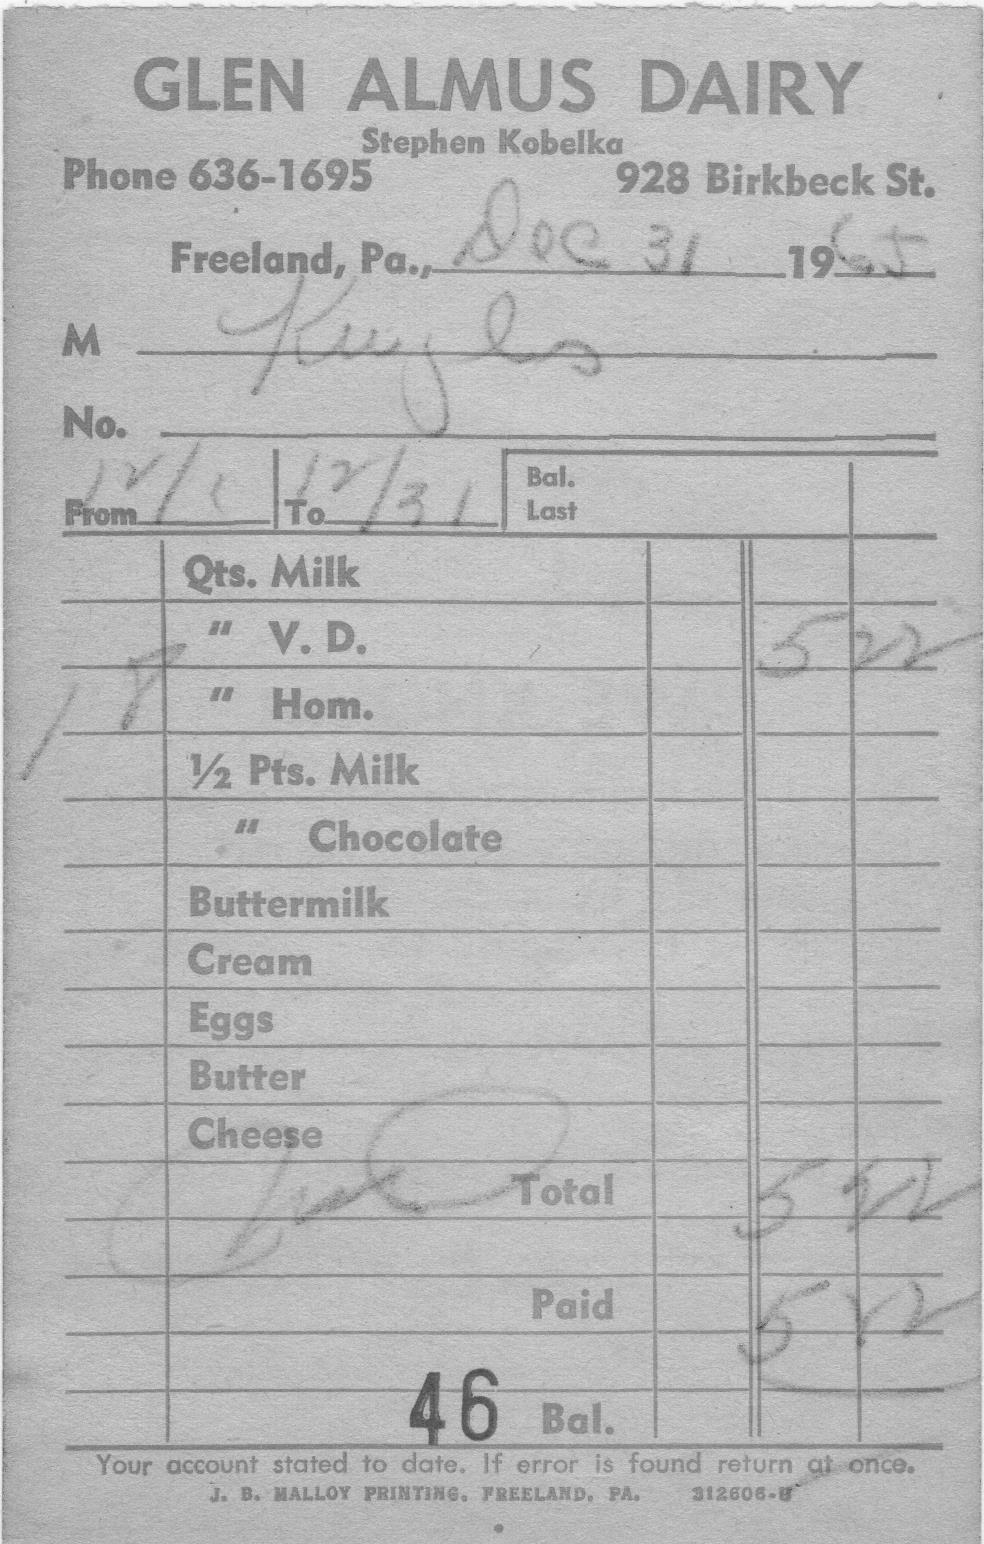 GLEN ALMUS DAIRY
Stephen Kobelka
Phone 636-1695 928 Birkbeck St.
Freeland, Pa., Dec 31 1965
M
No.
From 12/1 To 12/31 Bal. Last
Qts. Milk
" V. D. 5 22
18 " Hom.
½ Pts. Milk
" Chocolate
Buttermilk
Cream
Eggs
Butter
Cheese
Total 5 22
Paid 5 22
46 Bal.
Your account stated to date. If error is found return at once.
J. B. MALLOY PRINTING, FREELAND, PA. 312606-U